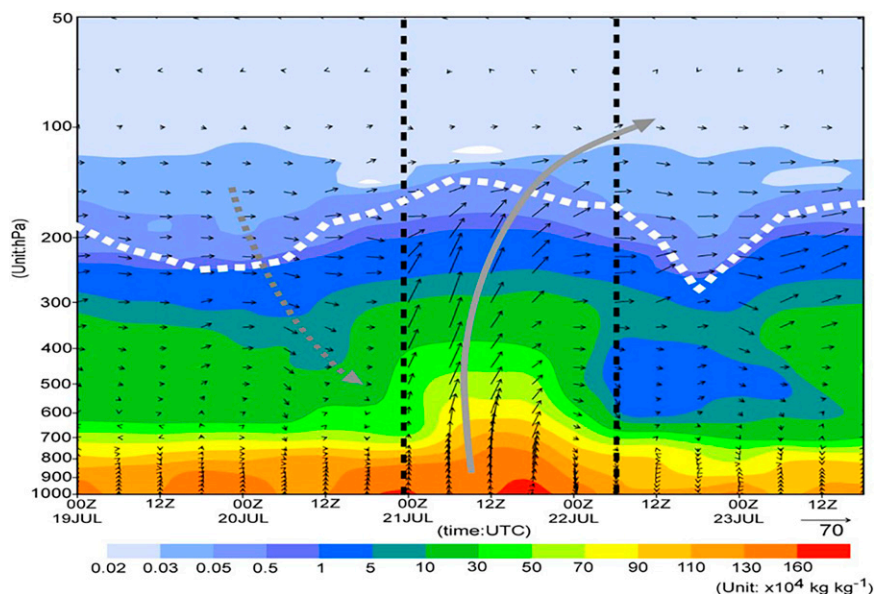 50
100
(Unit:hPa)
200
300
400
500
600
700
800
900
1000
00Z 12Z 00Z 12Z 00Z 12Z 00Z 12Z 00Z 12Z
19JUL 20JUL 21JUL 22JUL 23JUL
(time:UTC)
70
0.02 0.03 0.05 0.5 1 5 10 30 50 70 90 110 130 160
(Unit: x10⁴ kg kg⁻¹)